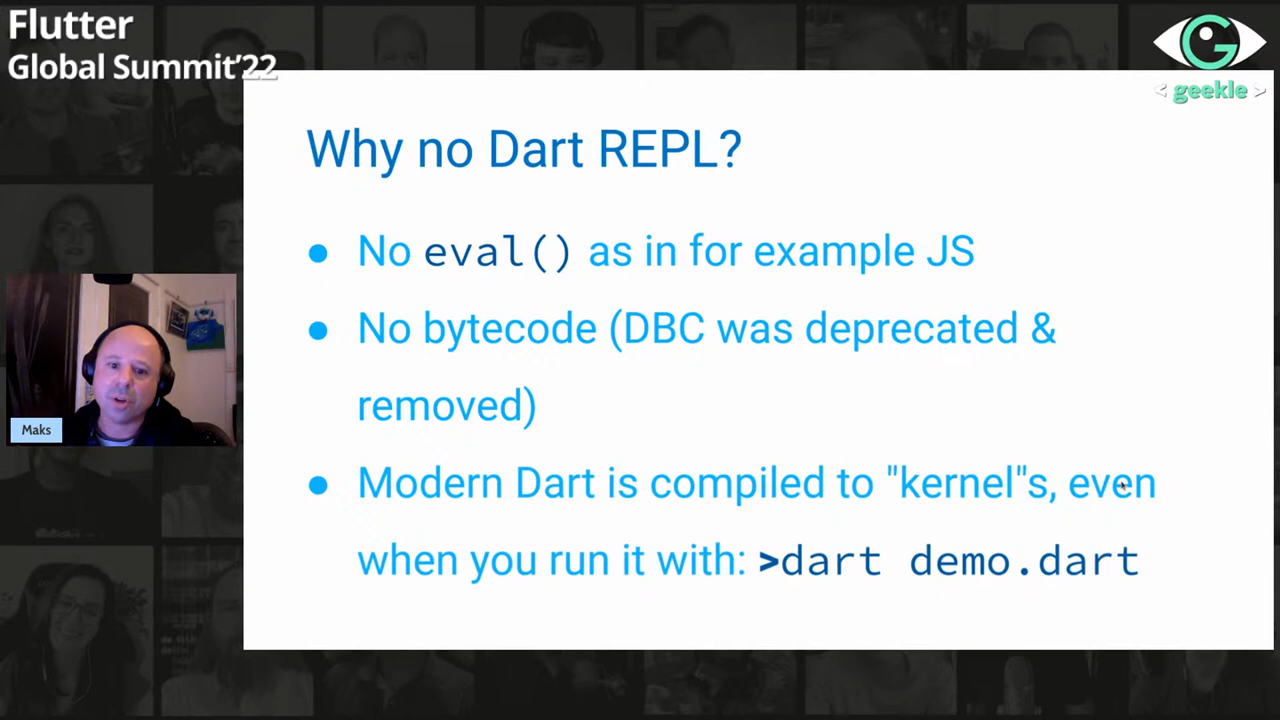 Flutter
Global Summit'22
< geekle >
Why no Dart REPL?
● No eval() as in for example JS
● No bytecode (DBC was deprecated &
removed)
● Modern Dart is compiled to "kernel"s, even
when you run it with: >dart demo.dart
Maks